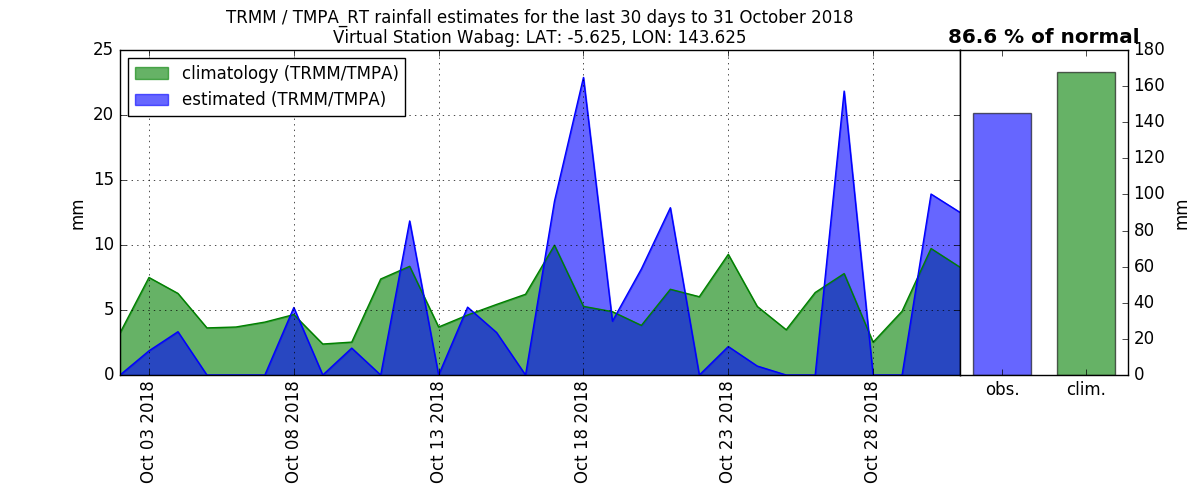 TRMM / TMPA_RT rainfall estimates for the last 30 days to 31 October 2018
Virtual Station Wabag: LAT: -5.625, LON: 143.625
86.6 % of normal
climatology (TRMM/TMPA)
estimated (TRMM/TMPA)
25
20
15
10
5
0
mm
Oct 03 2018
Oct 08 2018
Oct 13 2018
Oct 18 2018
Oct 23 2018
Oct 28 2018
180
160
140
120
100
80
60
40
20
0
mm
obs.
clim.